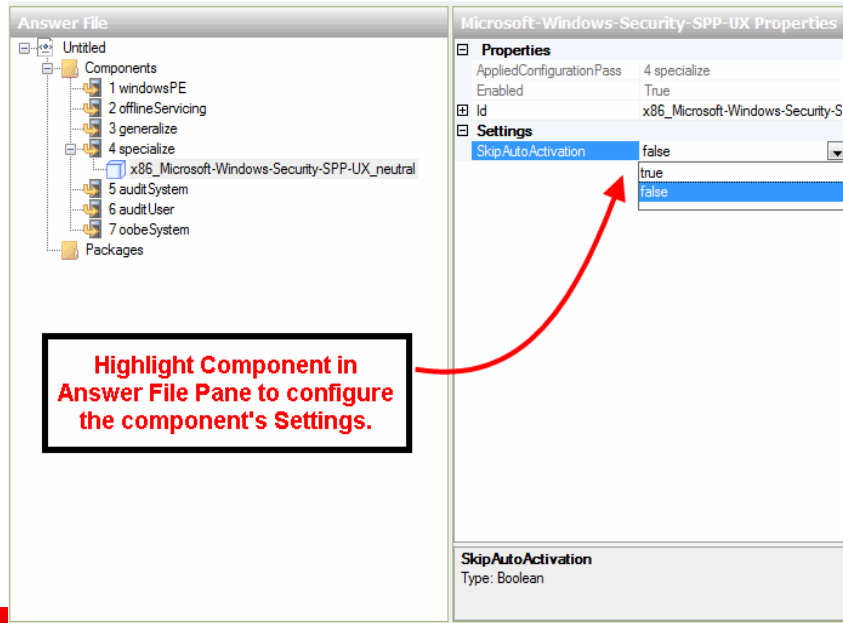 Answer File
Untitled
Components
1 windowsPE
2 offlineServicing
3 generalize
4 specialize
x86_Microsoft-Windows-Security-SPP-UX_neutral
5 auditSystem
6 auditUser
7 oobeSystem
Packages
Highlight Component in
Answer File Pane to configure
the component's Settings.
Microsoft-Windows-Security-SPP-UX Properties
Properties
AppliedConfigurationPass 4 specialize
Enabled True
Id x86_Microsoft-Windows-Security-S
Settings
SkipAutoActivation false
true
false
SkipAutoActivation
Type: Boolean